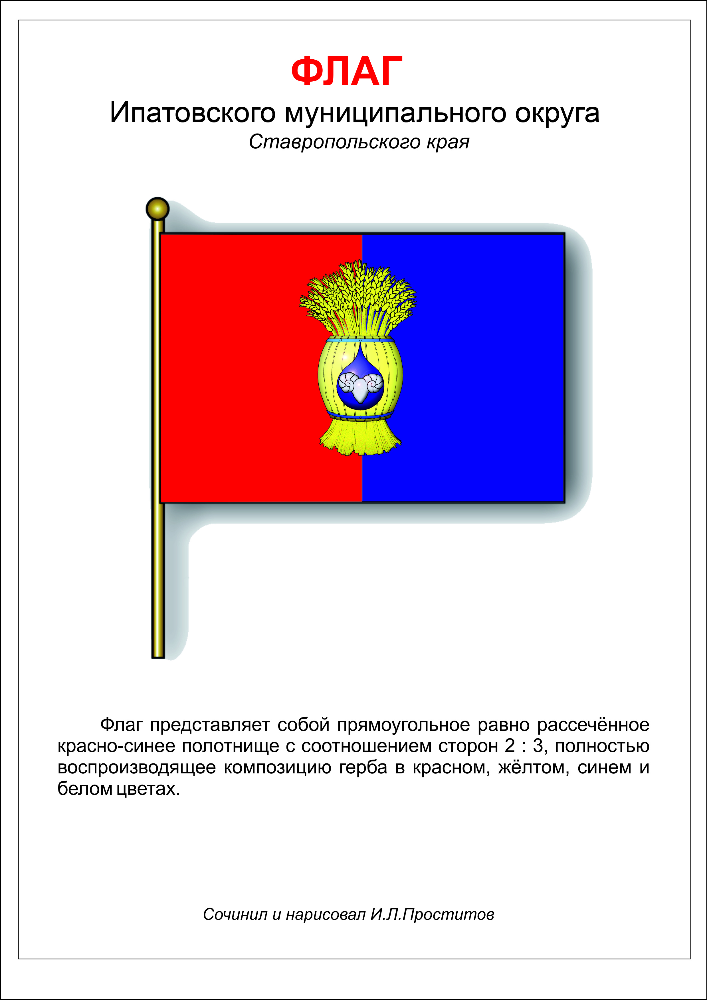 ФЛАГ
Ипатовского муниципального округа
Ставропольского края
Флаг представляет собой прямоугольное равно рассечённое
красно-синее полотнище с соотношением сторон 2 : 3, полностью
воспроизводящее композицию герба в красном, жёлтом, синем и
белом цветах.
Сочинил и нарисовал И.Л.Проститов